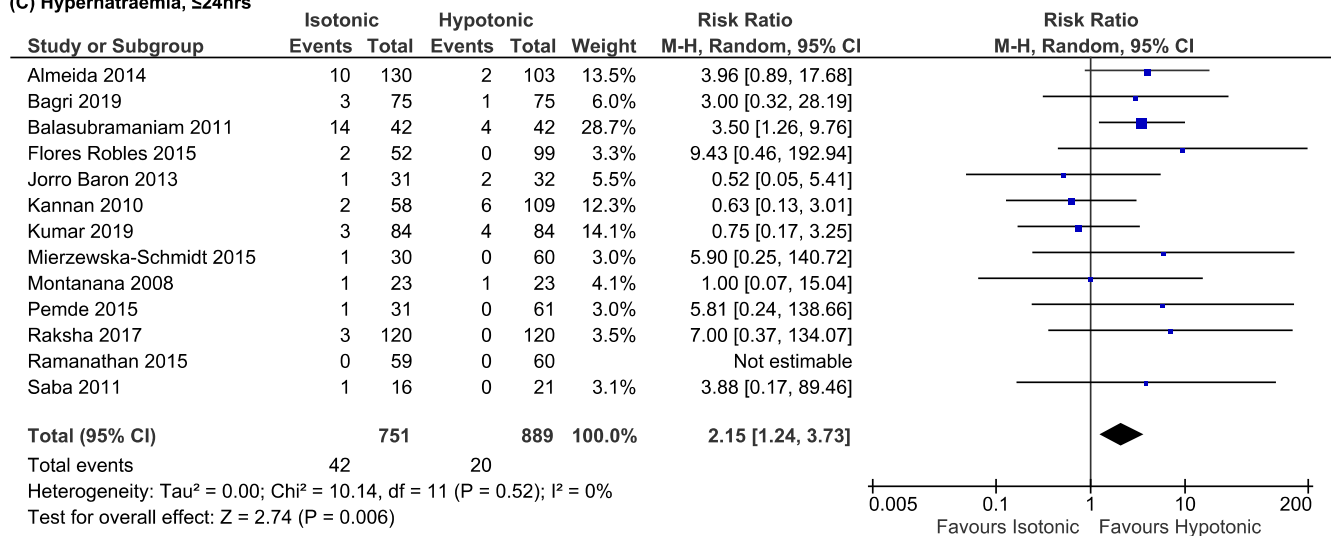 (C) Hypernatraemia, ≤24hrs
Isotonic Hypotonic Risk Ratio Risk Ratio
Study or Subgroup Events Total Events Total Weight M-H, Random, 95% CI M-H, Random, 95% CI
Almeida 2014 10 130 2 103 13.5% 3.96 [0.89, 17.68]
Bagri 2019 3 75 1 75 6.0% 3.00 [0.32, 28.19]
Balasubramaniam 2011 14 42 4 42 28.7% 3.50 [1.26, 9.76]
Flores Robles 2015 2 52 0 99 3.3% 9.43 [0.46, 192.94]
Jorro Baron 2013 1 31 2 32 5.5% 0.52 [0.05, 5.41]
Kannan 2010 2 58 6 109 12.3% 0.63 [0.13, 3.01]
Kumar 2019 3 84 4 84 14.1% 0.75 [0.17, 3.25]
Mierzewska-Schmidt 2015 1 30 0 60 3.0% 5.90 [0.25, 140.72]
Montanana 2008 1 23 1 23 4.1% 1.00 [0.07, 15.04]
Pemde 2015 1 31 0 61 3.0% 5.81 [0.24, 138.66]
Raksha 2017 3 120 0 120 3.5% 7.00 [0.37, 134.07]
Ramanathan 2015 0 59 0 60 Not estimable
Saba 2011 1 16 0 21 3.1% 3.88 [0.17, 89.46]
Total (95% CI) 751 889 100.0% 2.15 [1.24, 3.73]
Total events 42 20
Heterogeneity: Tau² = 0.00; Chi² = 10.14, df = 11 (P = 0.52); I² = 0%
Test for overall effect: Z = 2.74 (P = 0.006)
0.005 0.1 1 10 200
Favours Isotonic Favours Hypotonic